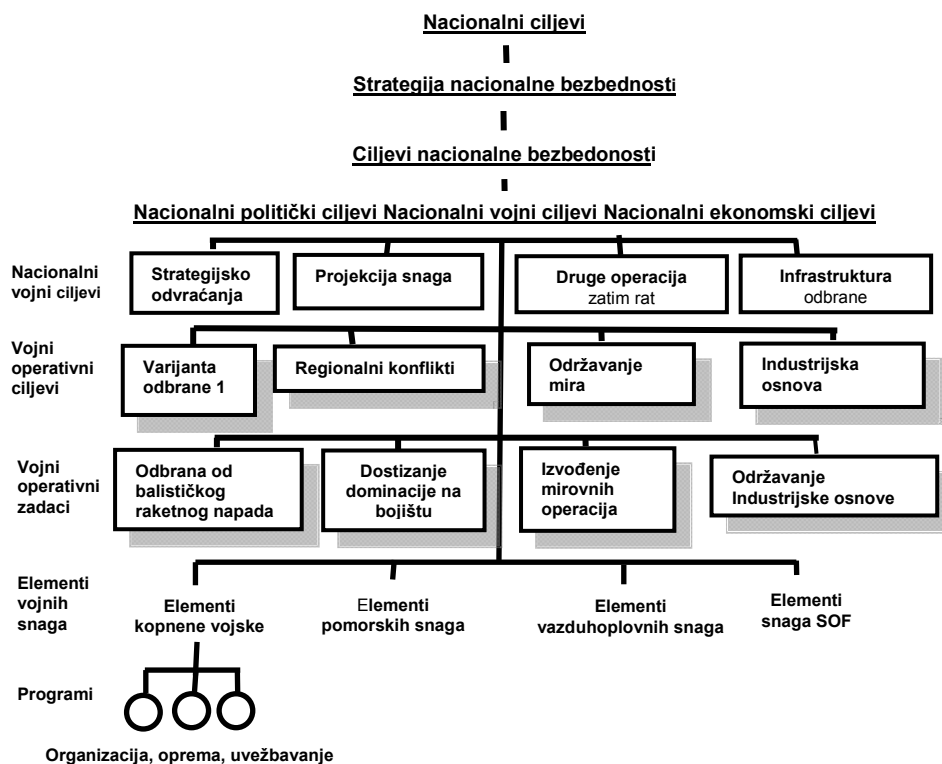 Nacionalni ciljevi
Strategija nacionalne bezbednosti
Ciljevi nacionalne bezbedonosti
Nacionalni politički ciljevi Nacionalni vojni ciljevi Nacionalni ekonomski ciljevi
Nacionalni
vojni ciljevi
Strategijsko
odvraćanja
Projekcija snaga
Druge operacija
zatim rat
Infrastruktura
odbrane
Vojni
operativni
ciljevi
Varijanta
odbrane 1
Regionalni konflikti
Održavanje
mira
Industrijska
osnova
Vojni
operativni
zadaci
Odbrana od
balističkog
raketnog napada
Dostizanje
dominacije na
bojištu
Izvođenje
mirovnih
operacija
Održavanje
Industrijske osnove
Elementi
vojnih
snaga
Elementi
kopnene vojske
Elementi
pomorskih snaga
Elementi
vazduhoplovnih snaga
Elementi
snaga SOF
Programi
Organizacija, oprema, uvežbavanje